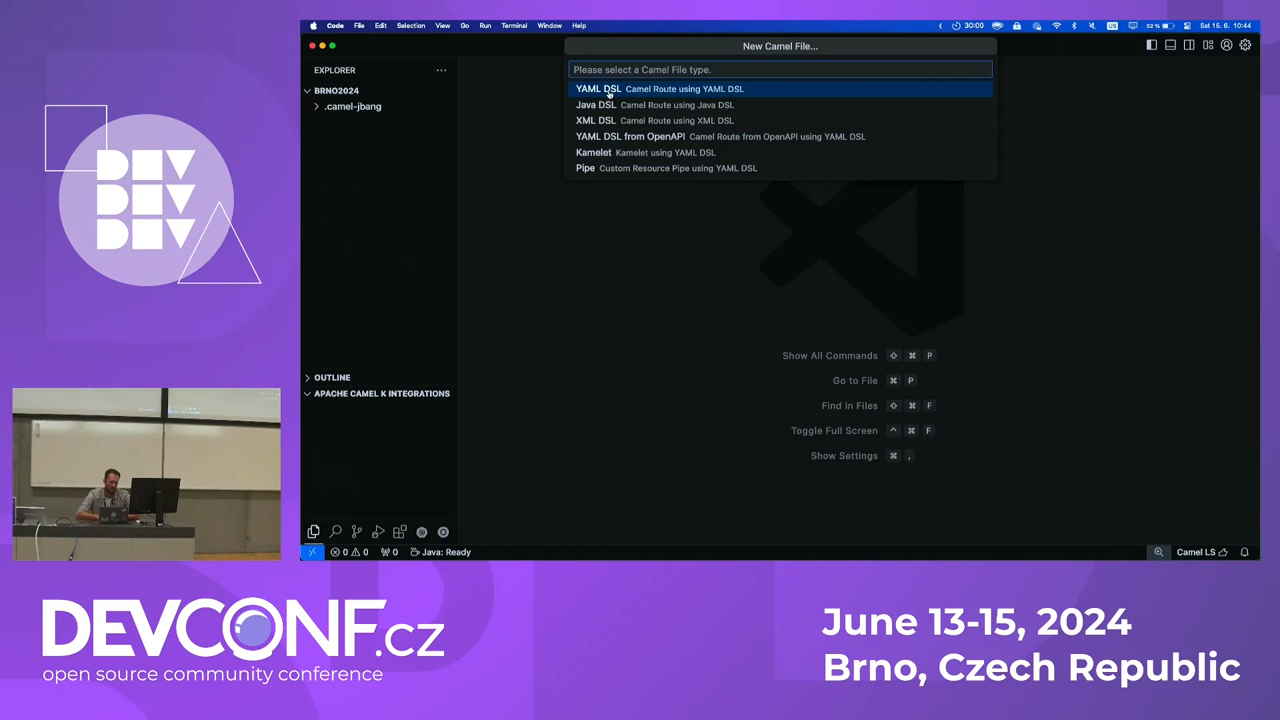 Code File Edit Selection View Go Run Terminal Window Help
30:00 US 52 % Sat 15. 6. 10:44
New Camel File...
EXPLORER
Please select a Camel File type.
BRNO2024
YAML DSL Camel Route using YAML DSL
.camel-jbang
Java DSL Camel Route using Java DSL
XML DSL Camel Route using XML DSL
YAML DSL from OpenAPI Camel Route from OpenAPI using YAML DSL
Kamelet Kamelet using YAML DSL
Pipe Custom Resource Pipe using YAML DSL
DEV
DEV
DEV
Show All Commands ⇧ ⌘ P
Go to File ⌘ P
Find in Files ⇧ ⌘ F
Toggle Full Screen ^ ⌘ F
Show Settings ⌘ ,
OUTLINE
APACHE CAMEL K INTEGRATIONS
0 0 0 Java: Ready
Camel LS
DEVCONF.cz
open source community conference
June 13-15, 2024
Brno, Czech Republic